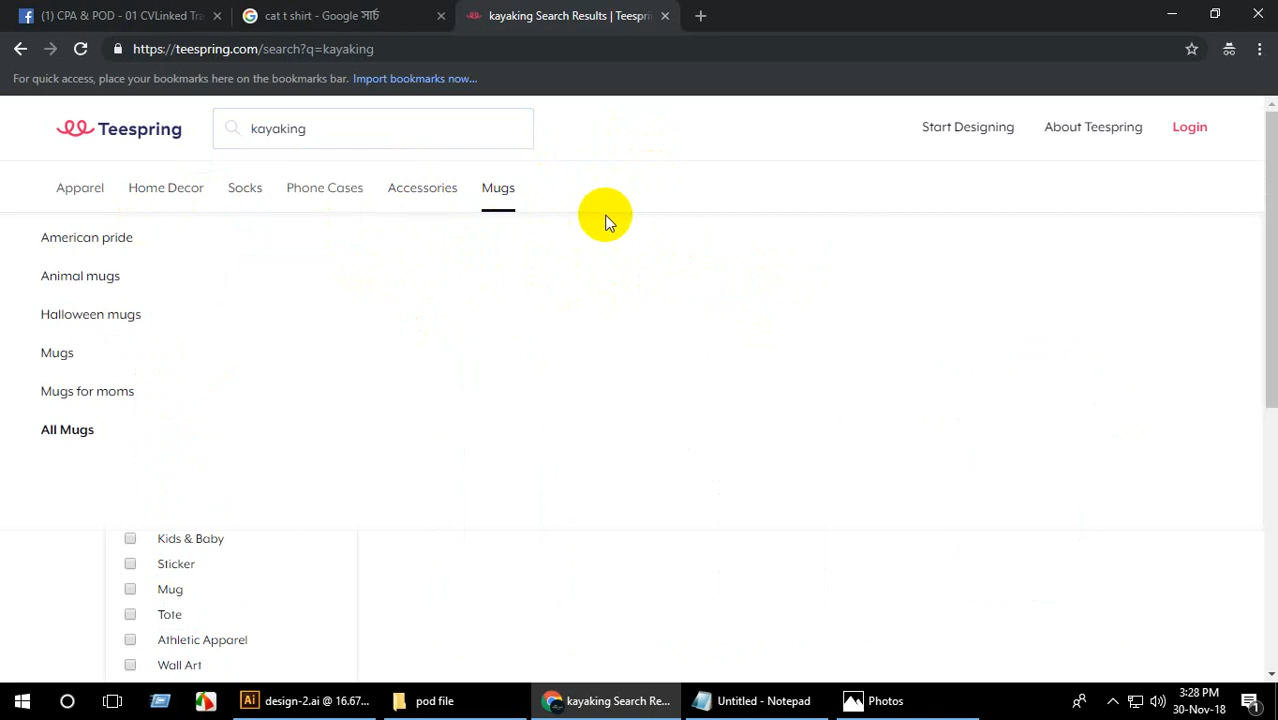 (1) CPA & POD - 01 CVLinked Tra
cat t shirt - Google সার্চ
kayaking Search Results | Teespri
https://teespring.com/search?q=kayaking
For quick access, place your bookmarks here on the bookmarks bar. Import bookmarks now...
Teespring
kayaking
Start Designing
About Teespring
Login
Apparel
Home Decor
Socks
Phone Cases
Accessories
Mugs
American pride
Animal mugs
Halloween mugs
Mugs
Mugs for moms
All Mugs
Kids & Baby
Sticker
Mug
Tote
Athletic Apparel
Wall Art
design-2.ai @ 16.67...
pod file
kayaking Search Re...
Untitled - Notepad
Photos
3:28 PM
30-Nov-18